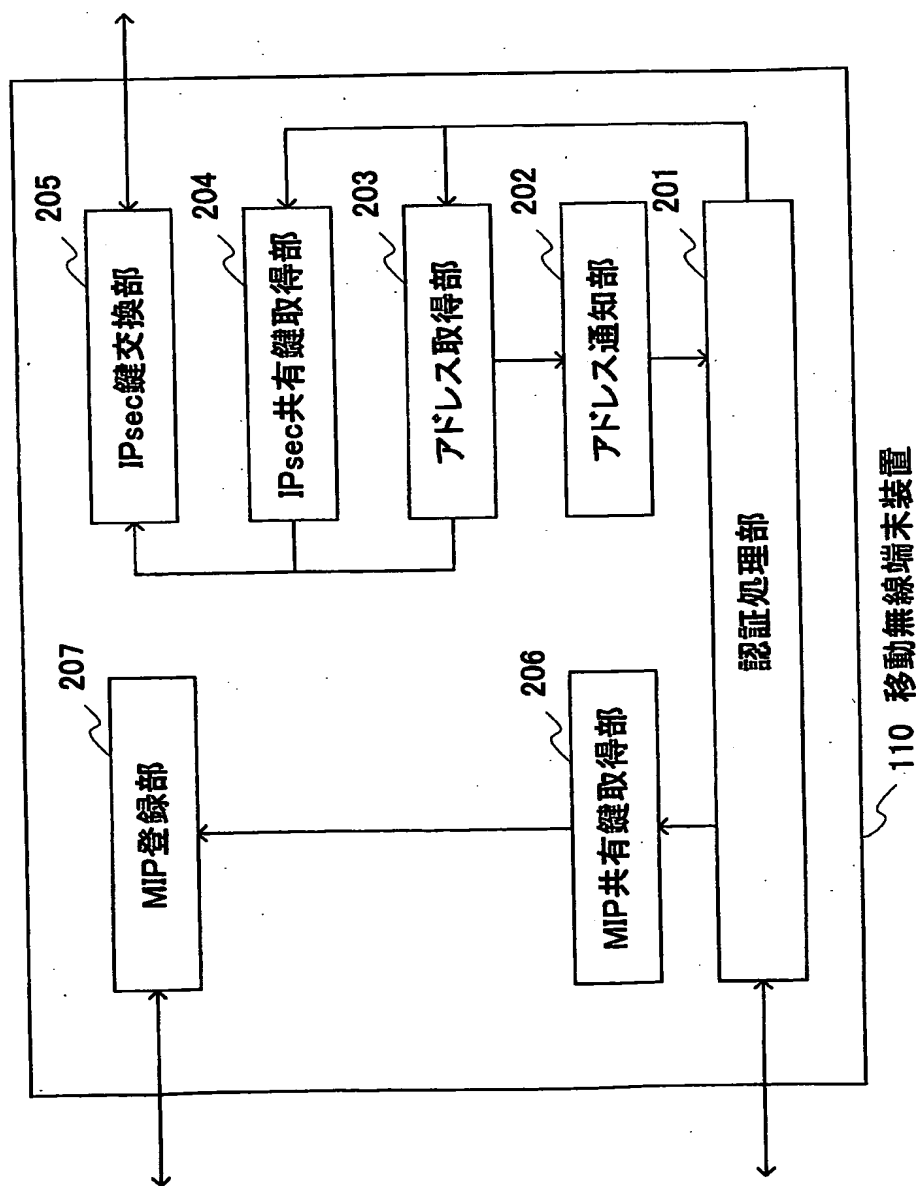 207
MIP登録部
205
IPsec鍵交換部
204
IPsec共有鍵取得部
203
アドレス取得部
202
アドレス通知部
206
MIP共有鍵取得部
201
認証処理部
110 移動無線端末装置